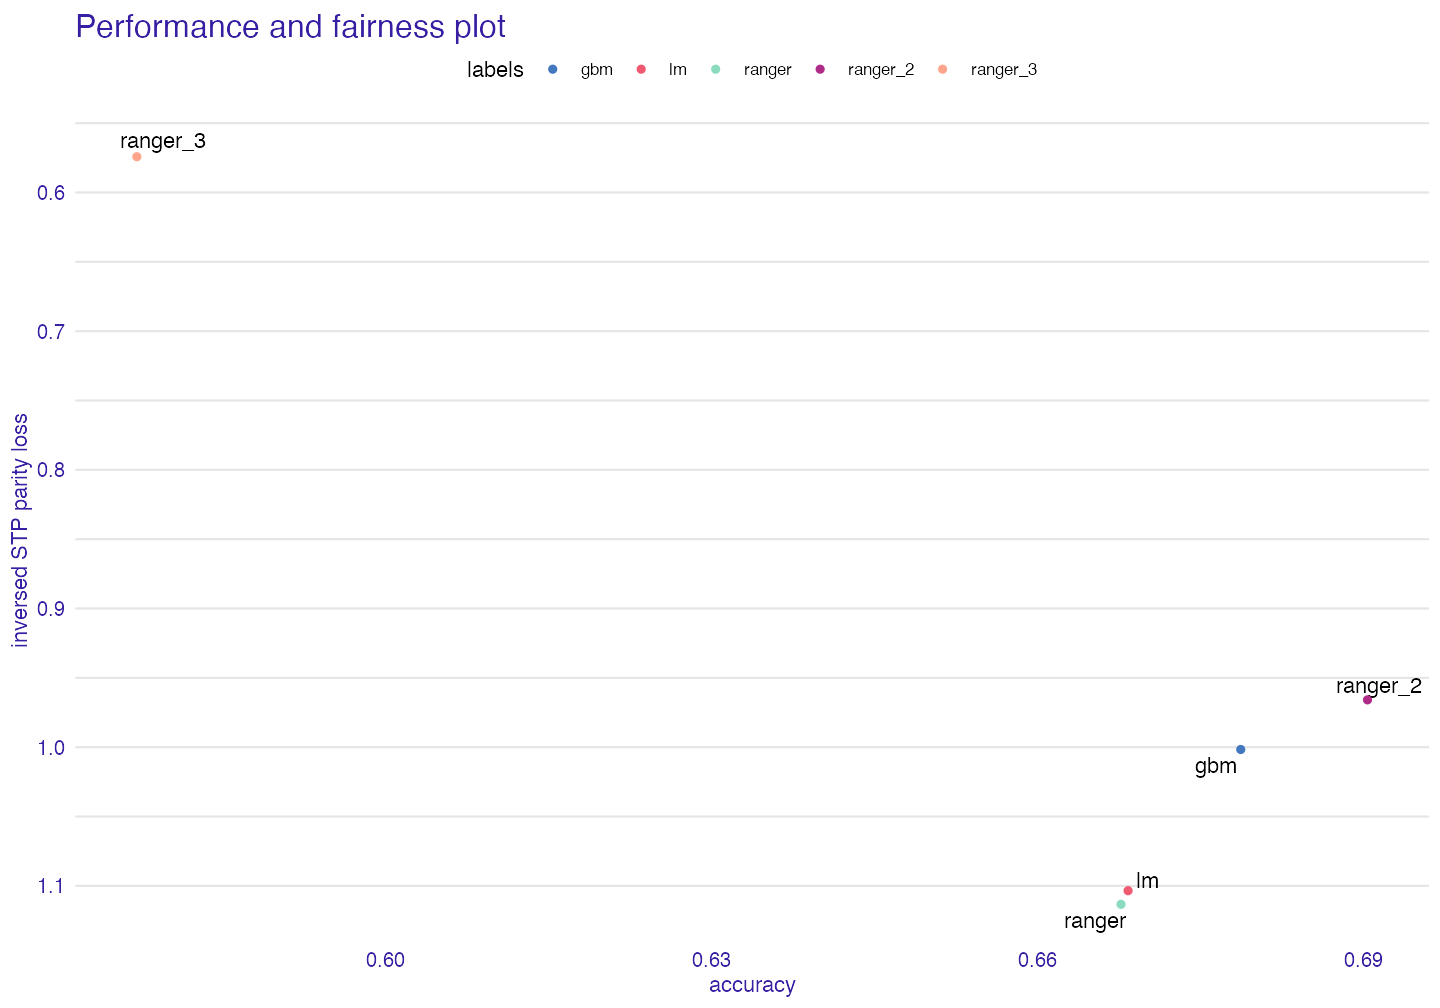 Performance and fairness plot
labels gbm lm ranger ranger_2 ranger_3
ranger_3
0.6
0.7
0.8
0.9
1.0
1.1
inversed STP parity loss
ranger_2
gbm
lm
ranger
0.60 0.63 0.66 0.69
accuracy